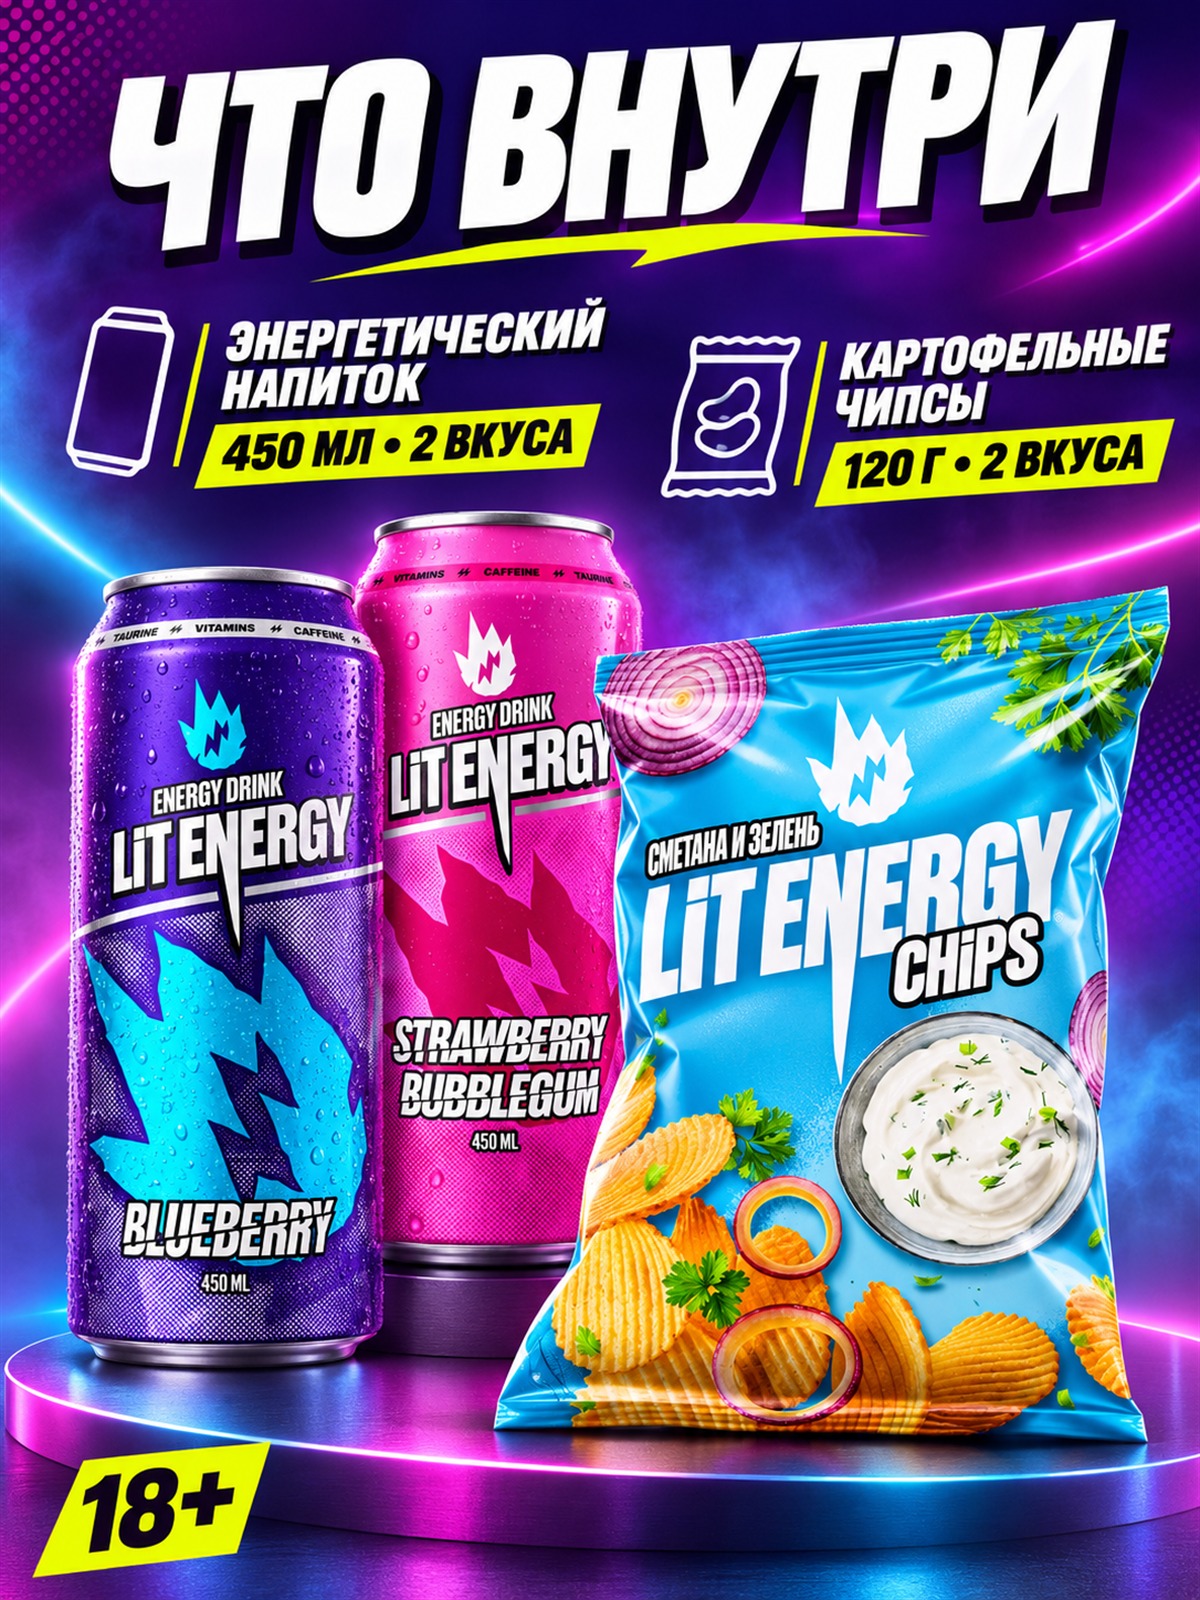 ЧТО ВНУТРИ
ЭНЕРГЕТИЧЕСКИЙ
НАПИТОК
450 МЛ • 2 ВКУСА
КАРТОФЕЛЬНЫЕ
ЧИПСЫ
120 Г • 2 ВКУСА
TAURINE VITAMINS CAFFEINE
ENERGY DRINK
LiT ENERGY
BLUEBERRY
450 ML
VITAMINS CAFFEINE TAURINE
ENERGY DRINK
LiT ENERGY
STRAWBERRY
BUBBLEGUM
450 ML
СМЕТАНА И ЗЕЛЕНЬ
LiT ENERGY
CHiPS
18+